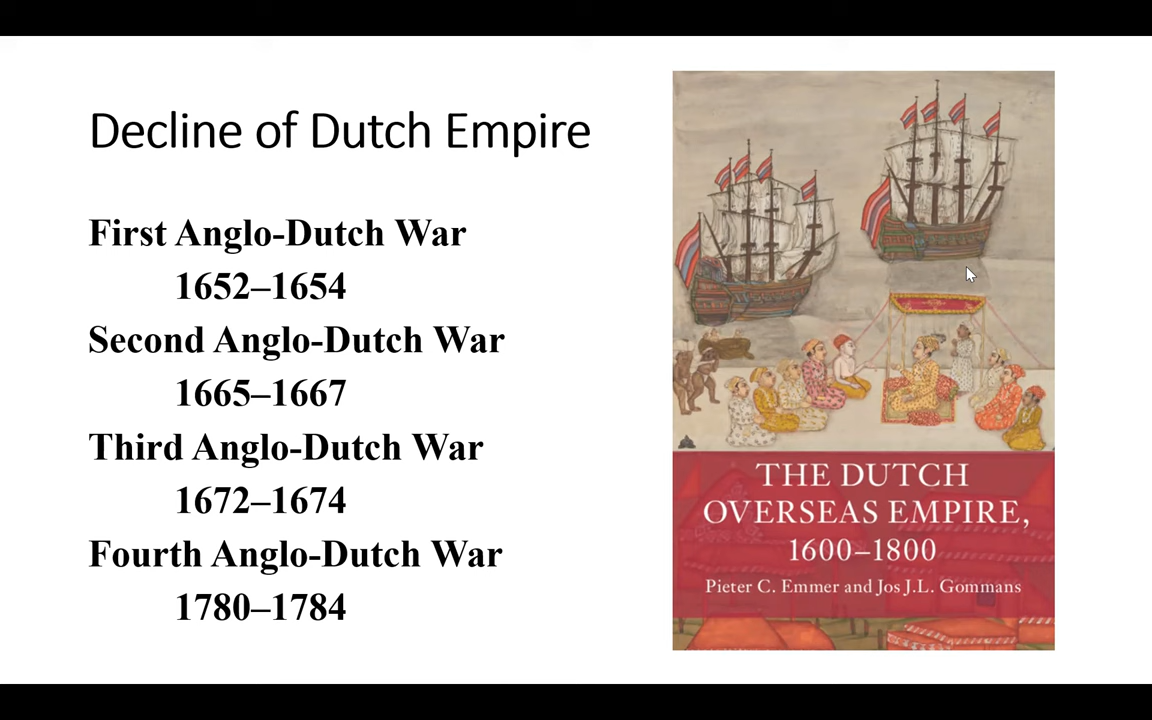 Decline of Dutch Empire
First Anglo-Dutch War
1652–1654
Second Anglo-Dutch War
1665–1667
Third Anglo-Dutch War
1672–1674
Fourth Anglo-Dutch War
1780–1784
THE DUTCH
OVERSEAS EMPIRE,
1600–1800
Pieter C. Emmer and Jos J.L. Gommans